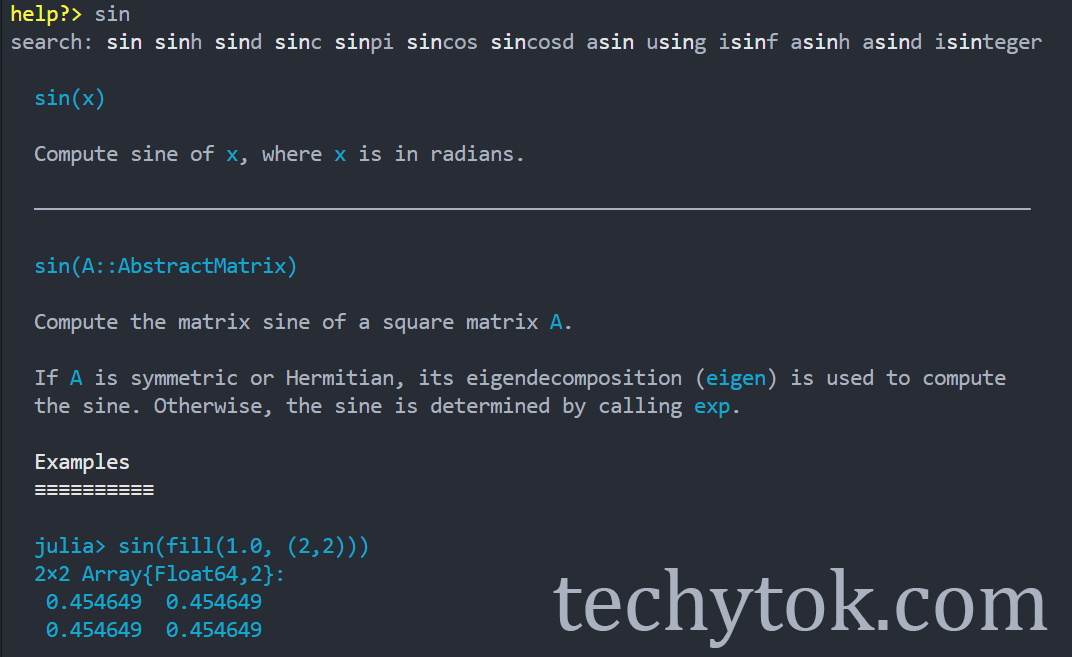 help?> sin
search: sin sinh sind sinc sinpi sincos sincosd asin using isinf asinh asind isinteger
sin(x)
Compute sine of x, where x is in radians.
sin(A::AbstractMatrix)
Compute the matrix sine of a square matrix A.
If A is symmetric or Hermitian, its eigendecomposition (eigen) is used to compute
the sine. Otherwise, the sine is determined by calling exp.
Examples
≡≡≡≡≡≡≡≡≡≡
julia> sin(fill(1.0, (2,2)))
2×2 Array{Float64,2}:
0.454649 0.454649
0.454649 0.454649
techytok.com